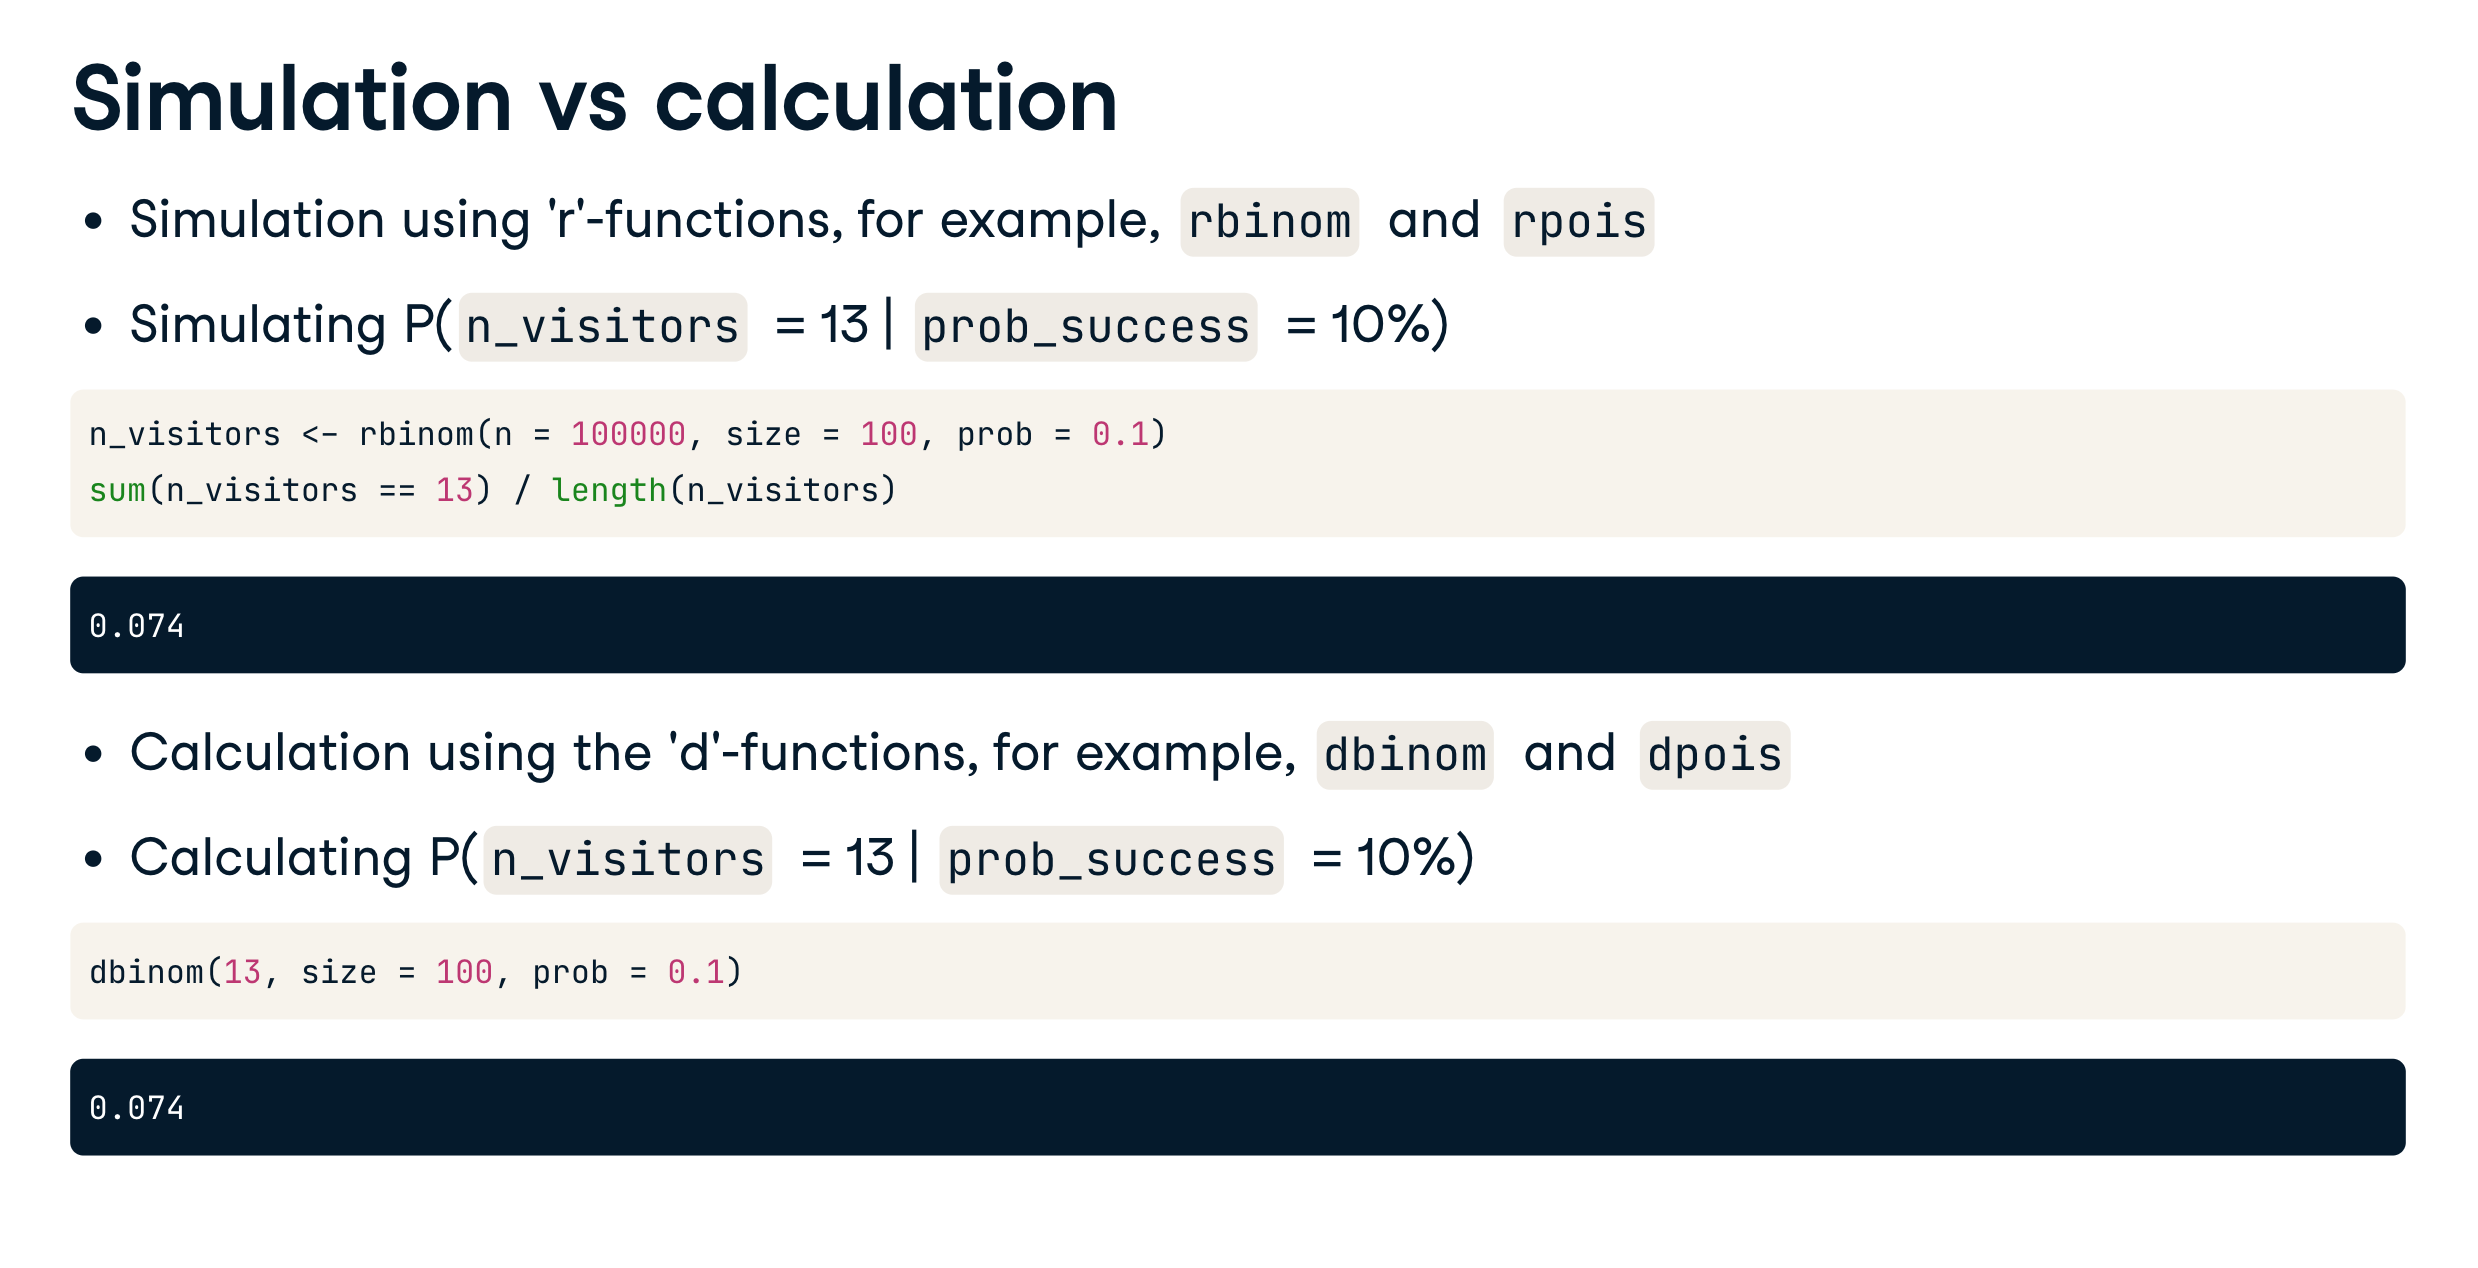 Simulation vs calculation
• Simulation using 'r'-functions, for example, rbinom and rpois
• Simulating P( n_visitors = 13 | prob_success = 10%)
n_visitors <- rbinom(n = 100000, size = 100, prob = 0.1)
sum(n_visitors == 13) / length(n_visitors)
0.074
• Calculation using the 'd'-functions, for example, dbinom and dpois
• Calculating P( n_visitors = 13 | prob_success = 10%)
dbinom(13, size = 100, prob = 0.1)
0.074